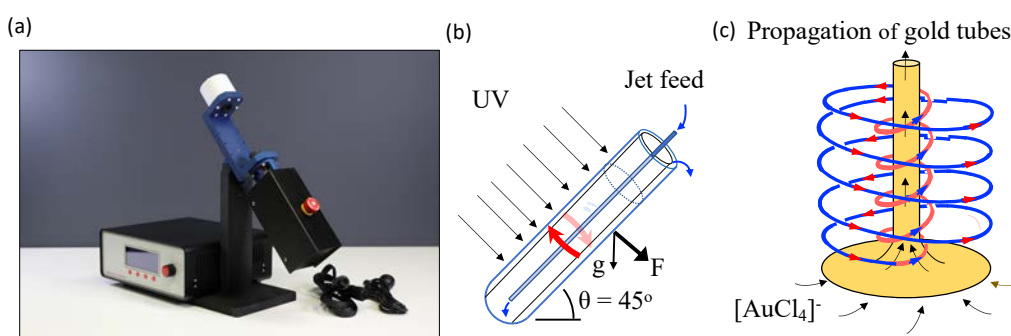 (a)
(b)
UV
Jet feed
g
F
θ = 45°
(c) Propagation of gold tubes
[AuCl₄]⁻